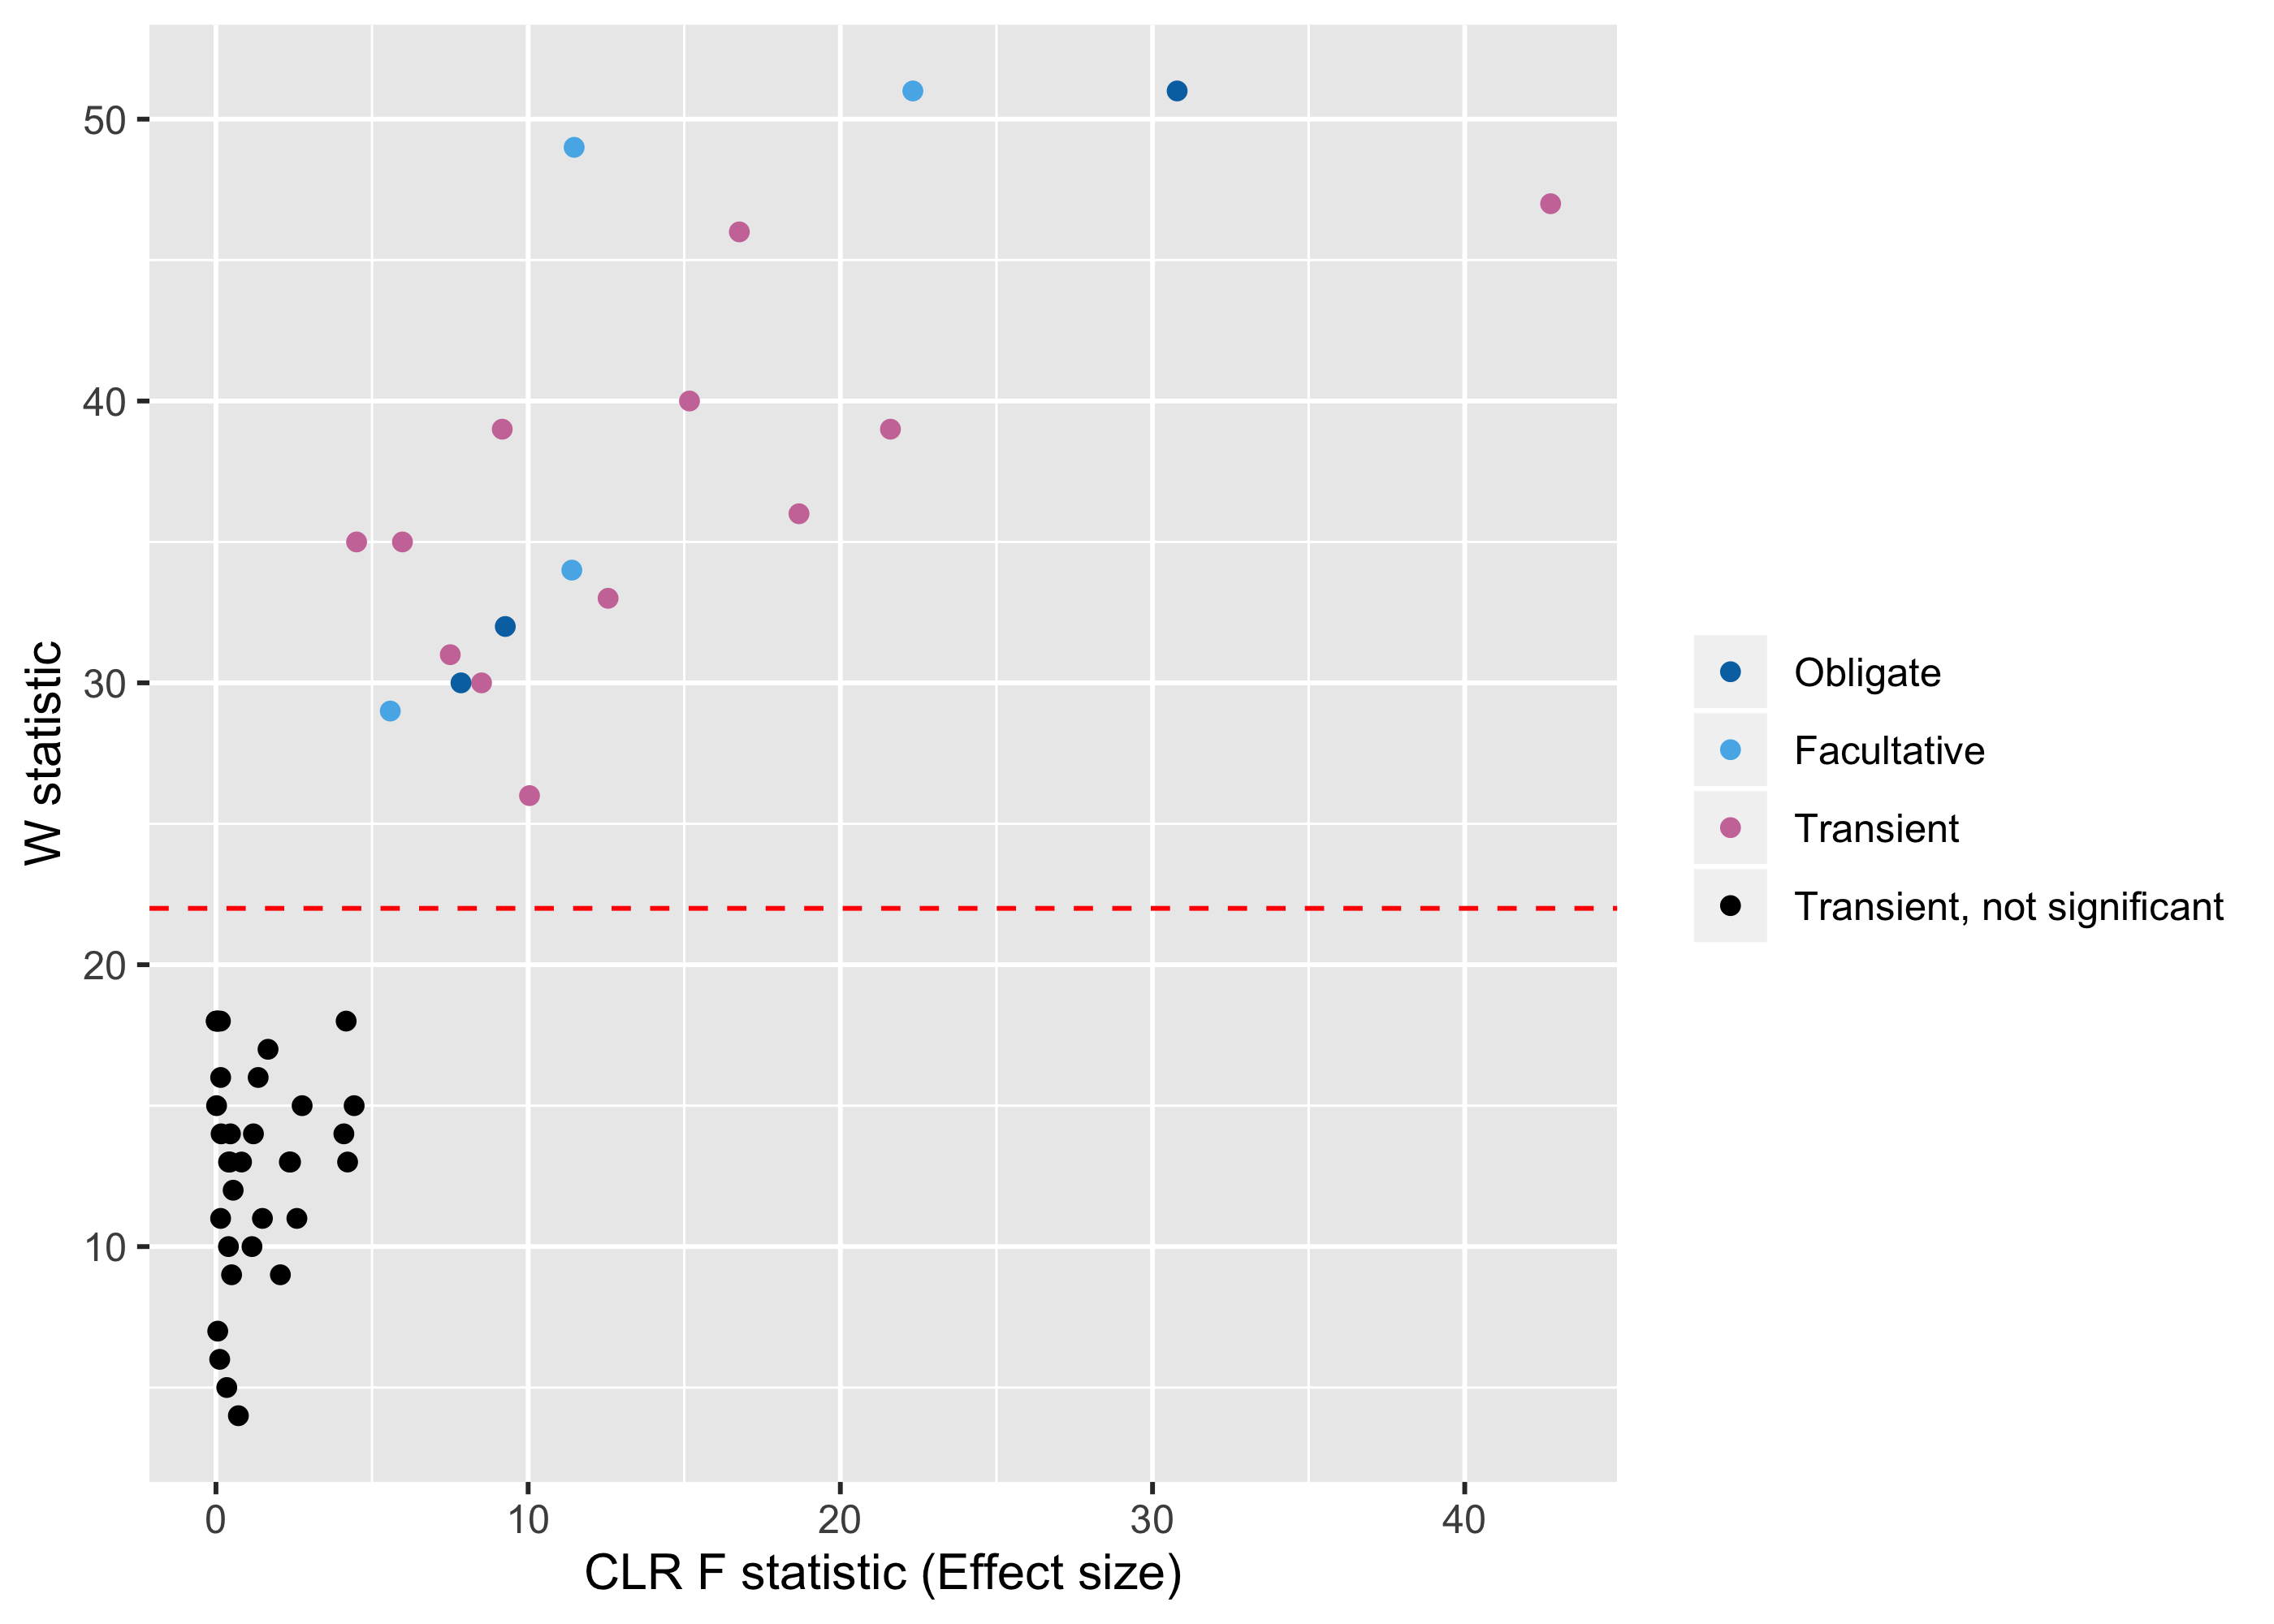 W statistic
50
40
30
20
10
0
10
20
30
40
CLR F statistic (Effect size)
Obligate
Facultative
Transient
Transient, not significant